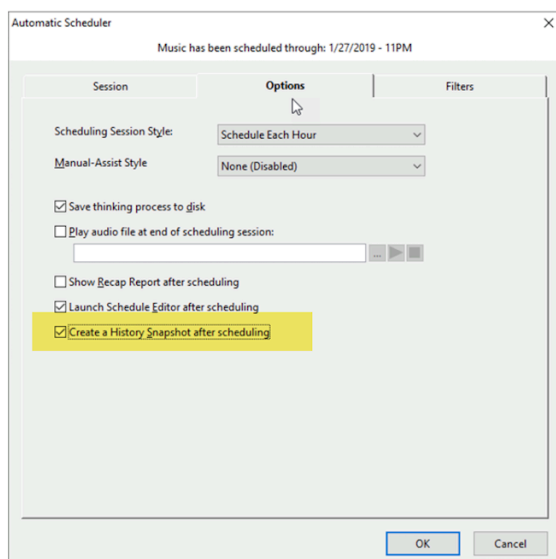 Automatic Scheduler
Music has been scheduled through: 1/27/2019 - 11PM
Session Options Filters
Scheduling Session Style: Schedule Each Hour
Manual-Assist Style None (Disabled)
Save thinking process to disk
Play audio file at end of scheduling session:
...
Show Recap Report after scheduling
Launch Schedule Editor after scheduling
Create a History Snapshot after scheduling
OK Cancel